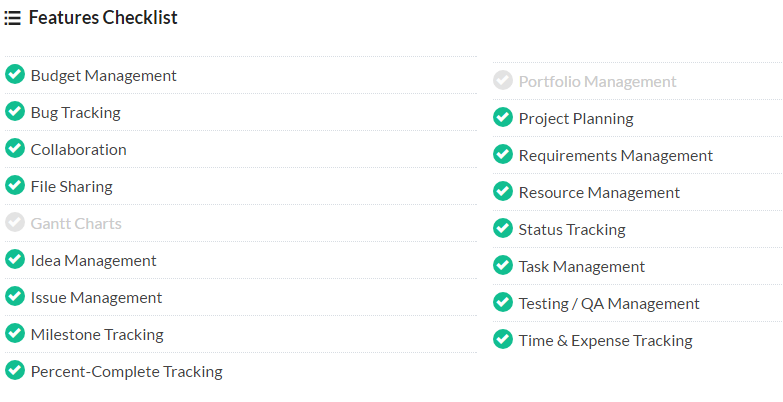 Features Checklist
Budget Management
Bug Tracking
Collaboration
File Sharing
Gantt Charts
Idea Management
Issue Management
Milestone Tracking
Percent-Complete Tracking
Portfolio Management
Project Planning
Requirements Management
Resource Management
Status Tracking
Task Management
Testing / QA Management
Time & Expense Tracking